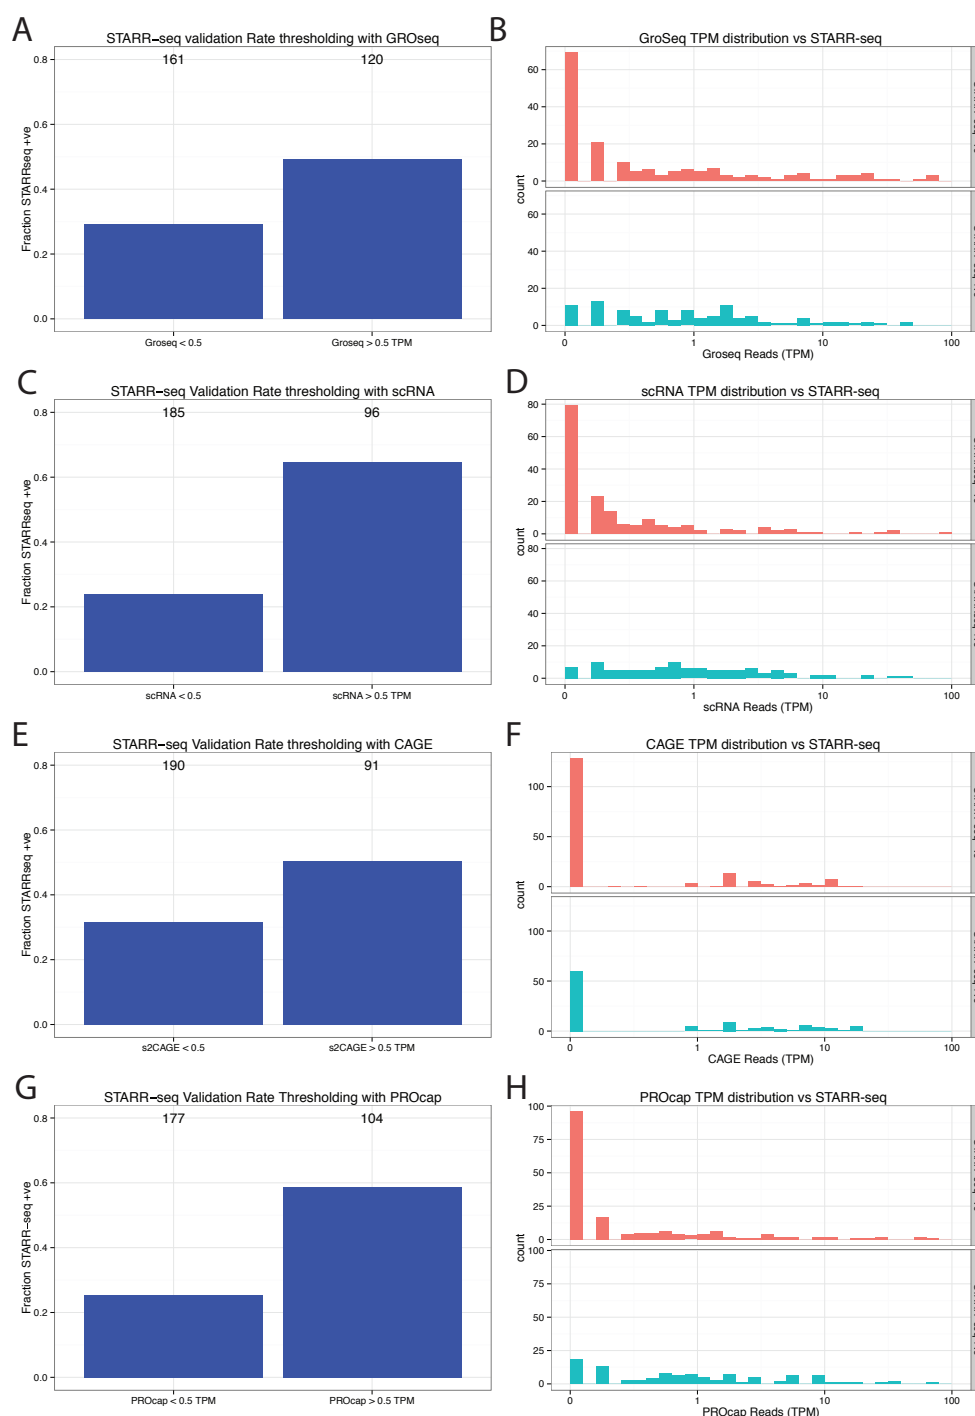 A
STARR−seq validation Rate thresholding with GROseq
161 120
0.8
0.6
0.4
0.2
0.0
Fraction STARRseq +ve
Groseq < 0.5 Groseq > 0.5 TPM
B
GroSeq TPM distribution vs STARR-seq
60
40
20
0
60
40
20
0
count
0 1 10 100
Groseq Reads (TPM)
C
STARR−seq Validation Rate thresholding with scRNA
185 96
0.8
0.6
0.4
0.2
0.0
Fraction STARRseq +ve
scRNA < 0.5 scRNA > 0.5 TPM
D
scRNA TPM distribution vs STARR-seq
80
60
40
20
0
80
60
40
20
0
count
0 1 10 100
scRNA Reads (TPM)
E
STARR−seq Validation Rate thresholding with CAGE
190 91
0.8
0.6
0.4
0.2
0.0
Fraction STARRseq +ve
s2CAGE < 0.5 s2CAGE > 0.5 TPM
F
CAGE TPM distribution vs STARR−seq
100
50
0
100
50
0
count
0 1 10 100
CAGE Reads (TPM)
G
STARR−seq Validation Rate Thresholding with PROcap
177 104
0.8
0.6
0.4
0.2
0.0
Fraction STARR−seq +ve
PROcap < 0.5 TPM PROcap > 0.5 TPM
H
PROcap TPM distribution vs STARR−seq
100
75
50
25
0
100
75
50
25
0
count
0 1 10 100
PROcap Reads (TPM)